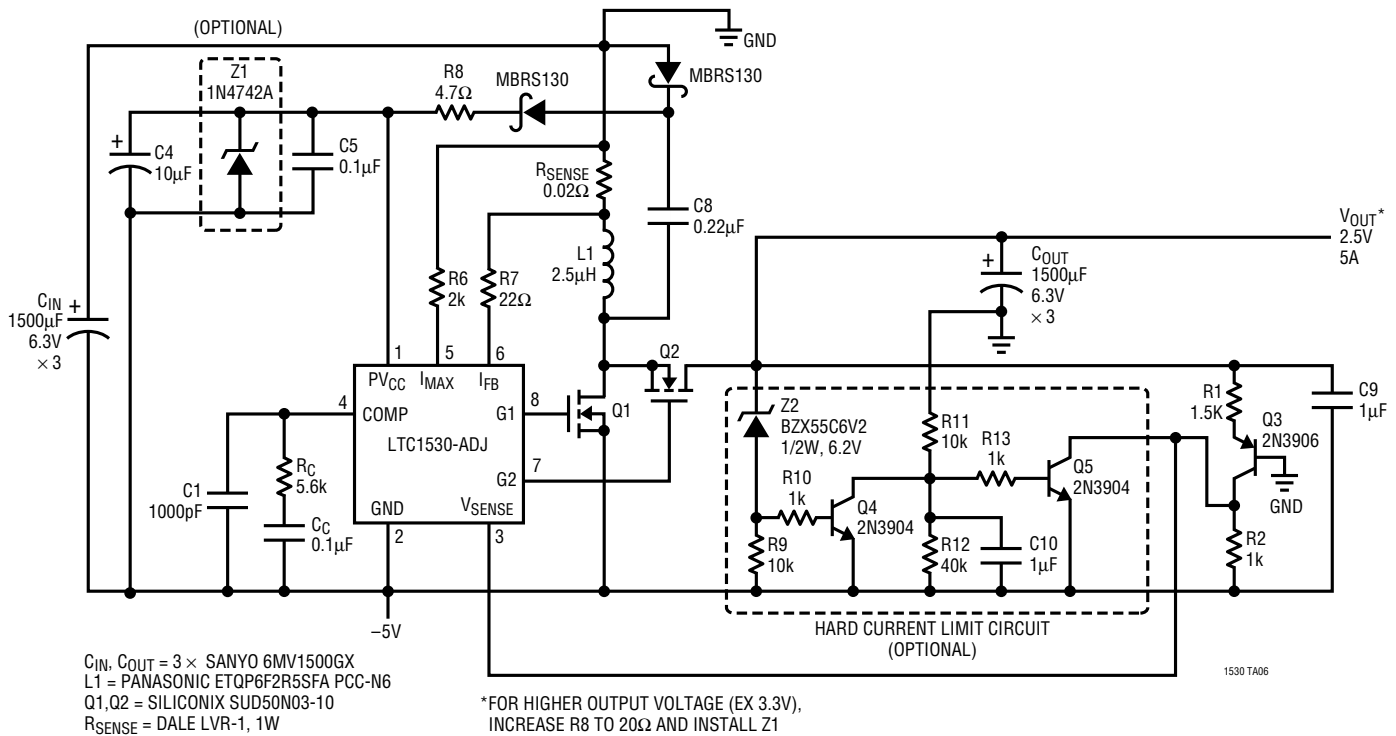 (OPTIONAL)
GND
Z1
1N4742A
R8
4.7Ω
MBRS130
MBRS130
+
C4
10µF
C5
0.1µF
RSENSE
0.02Ω
C8
0.22µF
L1
2.5µH
R6
2k
R7
22Ω
CIN
1500µF
6.3V
× 3
+
VOUT*
2.5V
5A
+
COUT
1500µF
6.3V
× 3
1
5
6
PVCC
IMAX
IFB
4
COMP
G1
8
LTC1530-ADJ
G2
7
GND
VSENSE
2
3
Q1
Q2
RC
5.6k
C1
1000pF
CC
0.1µF
–5V
Z2
BZX55C6V2
1/2W, 6.2V
R10
1k
R9
10k
Q4
2N3904
R11
10k
R13
1k
Q5
2N3904
R12
40k
C10
1µF
R1
1.5K
Q3
2N3906
GND
R2
1k
C9
1µF
HARD CURRENT LIMIT CIRCUIT
(OPTIONAL)
1530 TA06
CIN, COUT = 3 × SANYO 6MV1500GX
L1 = PANASONIC ETQP6F2R5SFA PCC-N6
Q1,Q2 = SILICONIX SUD50N03-10
RSENSE = DALE LVR-1, 1W
*FOR HIGHER OUTPUT VOLTAGE (EX 3.3V),
INCREASE R8 TO 20Ω AND INSTALL Z1